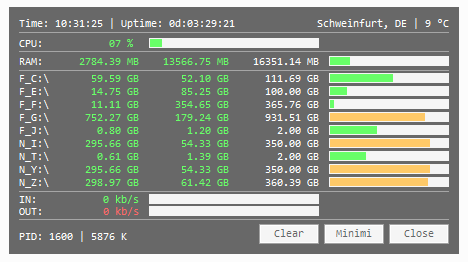 Time: 10:31:25 | Uptime: 0d:03:29:21 Schweinfurt, DE | 9 °C
CPU: 07 %
RAM: 2784.39 MB 13566.75 MB 16351.14 MB
F_C:\ 59.59 GB 52.10 GB 111.69 GB
F_E:\ 14.75 GB 85.25 GB 100.00 GB
F_F:\ 11.11 GB 354.65 GB 365.76 GB
F_G:\ 752.27 GB 179.24 GB 931.51 GB
F_J:\ 0.80 GB 1.20 GB 2.00 GB
N_I:\ 295.66 GB 54.33 GB 350.00 GB
N_T:\ 0.61 GB 1.39 GB 2.00 GB
N_Y:\ 295.66 GB 54.33 GB 350.00 GB
N_Z:\ 298.97 GB 61.42 GB 360.39 GB
IN: 0 kb/s
OUT: 0 kb/s
PID: 1600 | 5876 K Clear Minimi Close